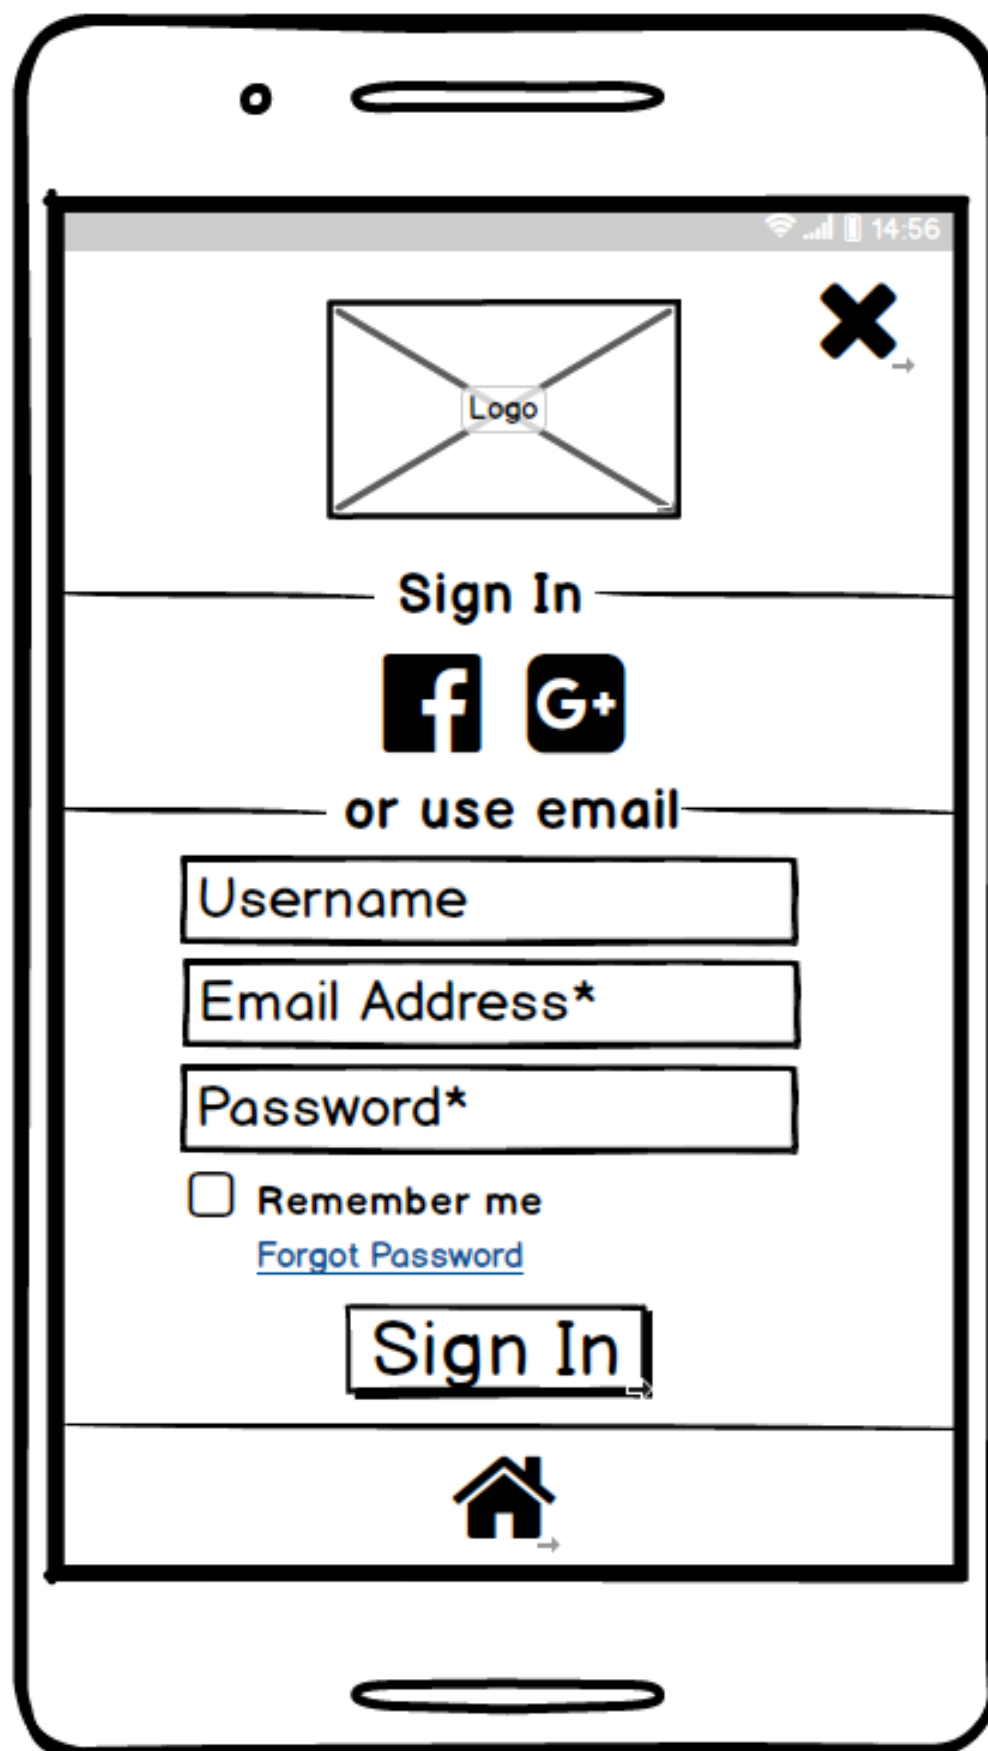 14:56
Logo
Sign In
G+
or use email
Username
Email Address*
Password*
Remember me
Forgot Password
Sign In